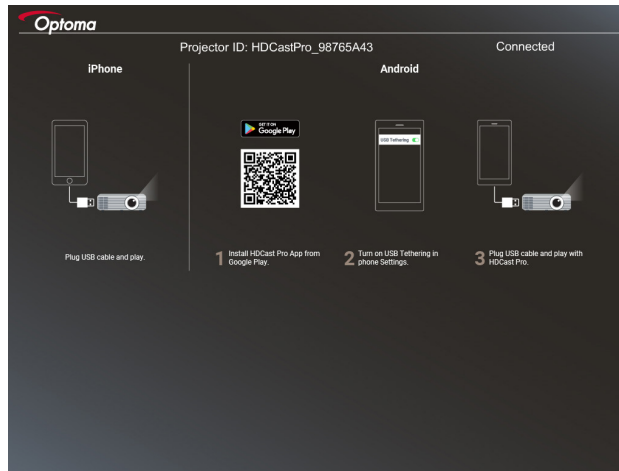 Optoma
Projector ID: HDCastPro_98765A43
Connected
iPhone
Android
GET IT ON
Google Play
USB Tethering
Plug USB cable and play.
1 Install HDCast Pro App from
Google Play.
2 Turn on USB Tethering in
phone Settings.
3 Plug USB cable and play with
HDCast Pro.